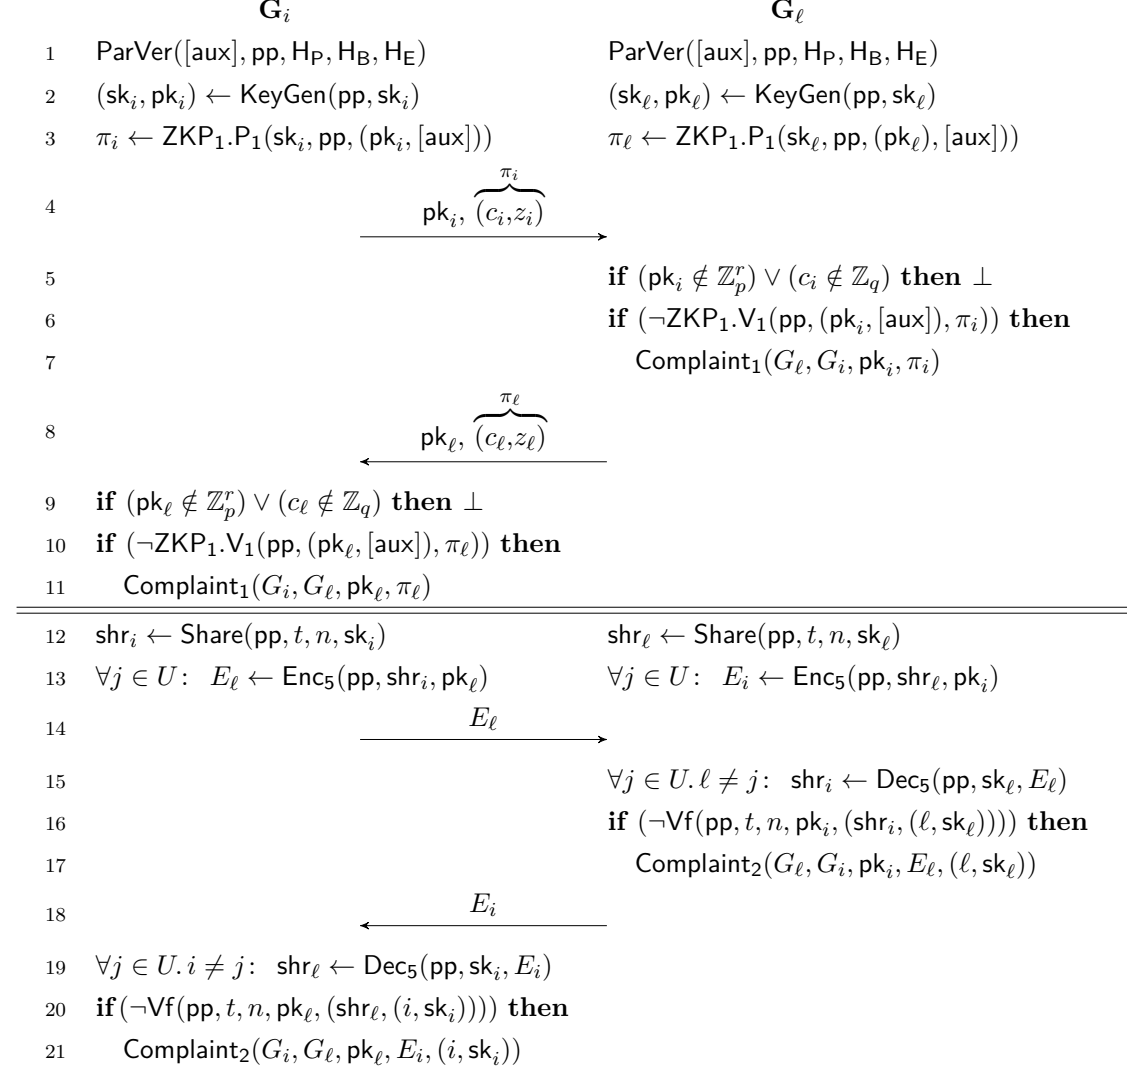 G_i G_ℓ
1 ParVer([aux], pp, H_P, H_B, H_E) ParVer([aux], pp, H_P, H_B, H_E)
2 (sk_i, pk_i) ← KeyGen(pp, sk_i) (sk_ℓ, pk_ℓ) ← KeyGen(pp, sk_ℓ)
3 π_i ← ZKP_1.P_1(sk_i, pp, (pk_i, [aux])) π_ℓ ← ZKP_1.P_1(sk_ℓ, pp, (pk_ℓ), [aux]))
π_i
4 pk_i, (c_i,z_i)
5 if (pk_i ∉ ℤ_p^r) ∨ (c_i ∉ ℤ_q) then ⊥
6 if (¬ZKP_1.V_1(pp, (pk_i, [aux]), π_i)) then
7 Complaint_1(G_ℓ, G_i, pk_i, π_i)
π_ℓ
8 pk_ℓ, (c_ℓ,z_ℓ)
9 if (pk_ℓ ∉ ℤ_p^r) ∨ (c_ℓ ∉ ℤ_q) then ⊥
10 if (¬ZKP_1.V_1(pp, (pk_ℓ, [aux]), π_ℓ)) then
11 Complaint_1(G_i, G_ℓ, pk_ℓ, π_ℓ)
12 shr_i ← Share(pp, t, n, sk_i) shr_ℓ ← Share(pp, t, n, sk_ℓ)
13 ∀j ∈ U: E_ℓ ← Enc_5(pp, shr_i, pk_ℓ) ∀j ∈ U: E_i ← Enc_5(pp, shr_ℓ, pk_i)
14 E_ℓ
15 ∀j ∈ U. ℓ ≠ j: shr_i ← Dec_5(pp, sk_ℓ, E_ℓ)
16 if (¬Vf(pp, t, n, pk_i, (shr_i, (ℓ, sk_ℓ)))) then
17 Complaint_2(G_ℓ, G_i, pk_i, E_ℓ, (ℓ, sk_ℓ))
18 E_i
19 ∀j ∈ U. i ≠ j: shr_ℓ ← Dec_5(pp, sk_i, E_i)
20 if(¬Vf(pp, t, n, pk_ℓ, (shr_ℓ, (i, sk_i)))) then
21 Complaint_2(G_i, G_ℓ, pk_ℓ, E_i, (i, sk_i))